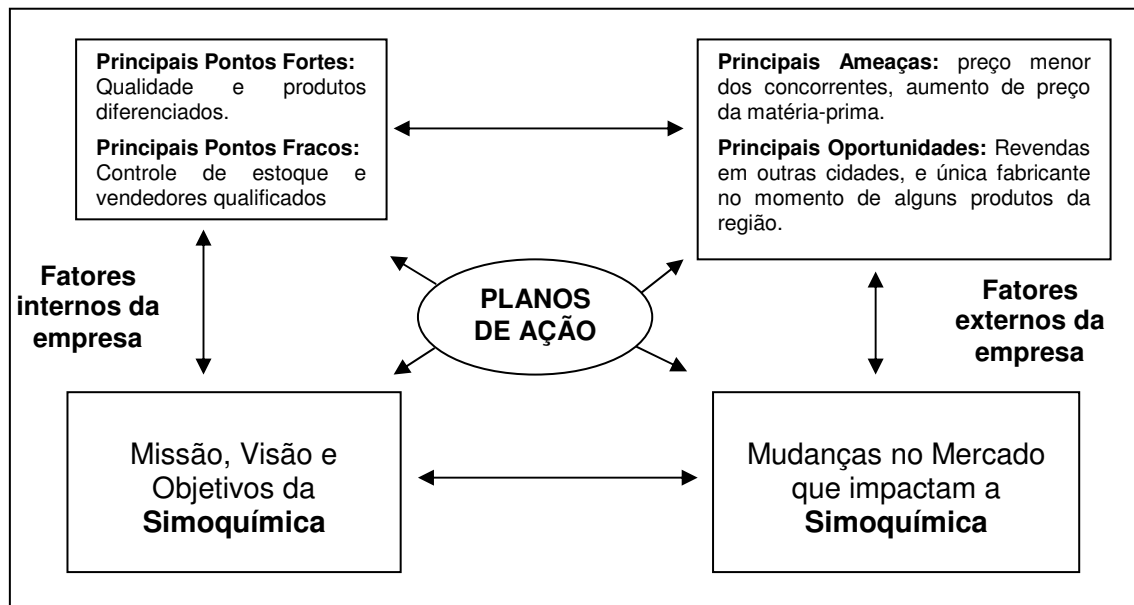 Principais Pontos Fortes:
Qualidade e produtos
diferenciados.
Principais Pontos Fracos:
Controle de estoque e
vendedores qualificados
Principais Ameaças: preço menor
dos concorrentes, aumento de preço
da matéria-prima.
Principais Oportunidades: Revendas
em outras cidades, e única fabricante
no momento de alguns produtos da
região.
Fatores
internos da
empresa
PLANOS
DE AÇÃO
Fatores
externos da
empresa
Missão, Visão e
Objetivos da
Simoquímica
Mudanças no Mercado
que impactam a
Simoquímica